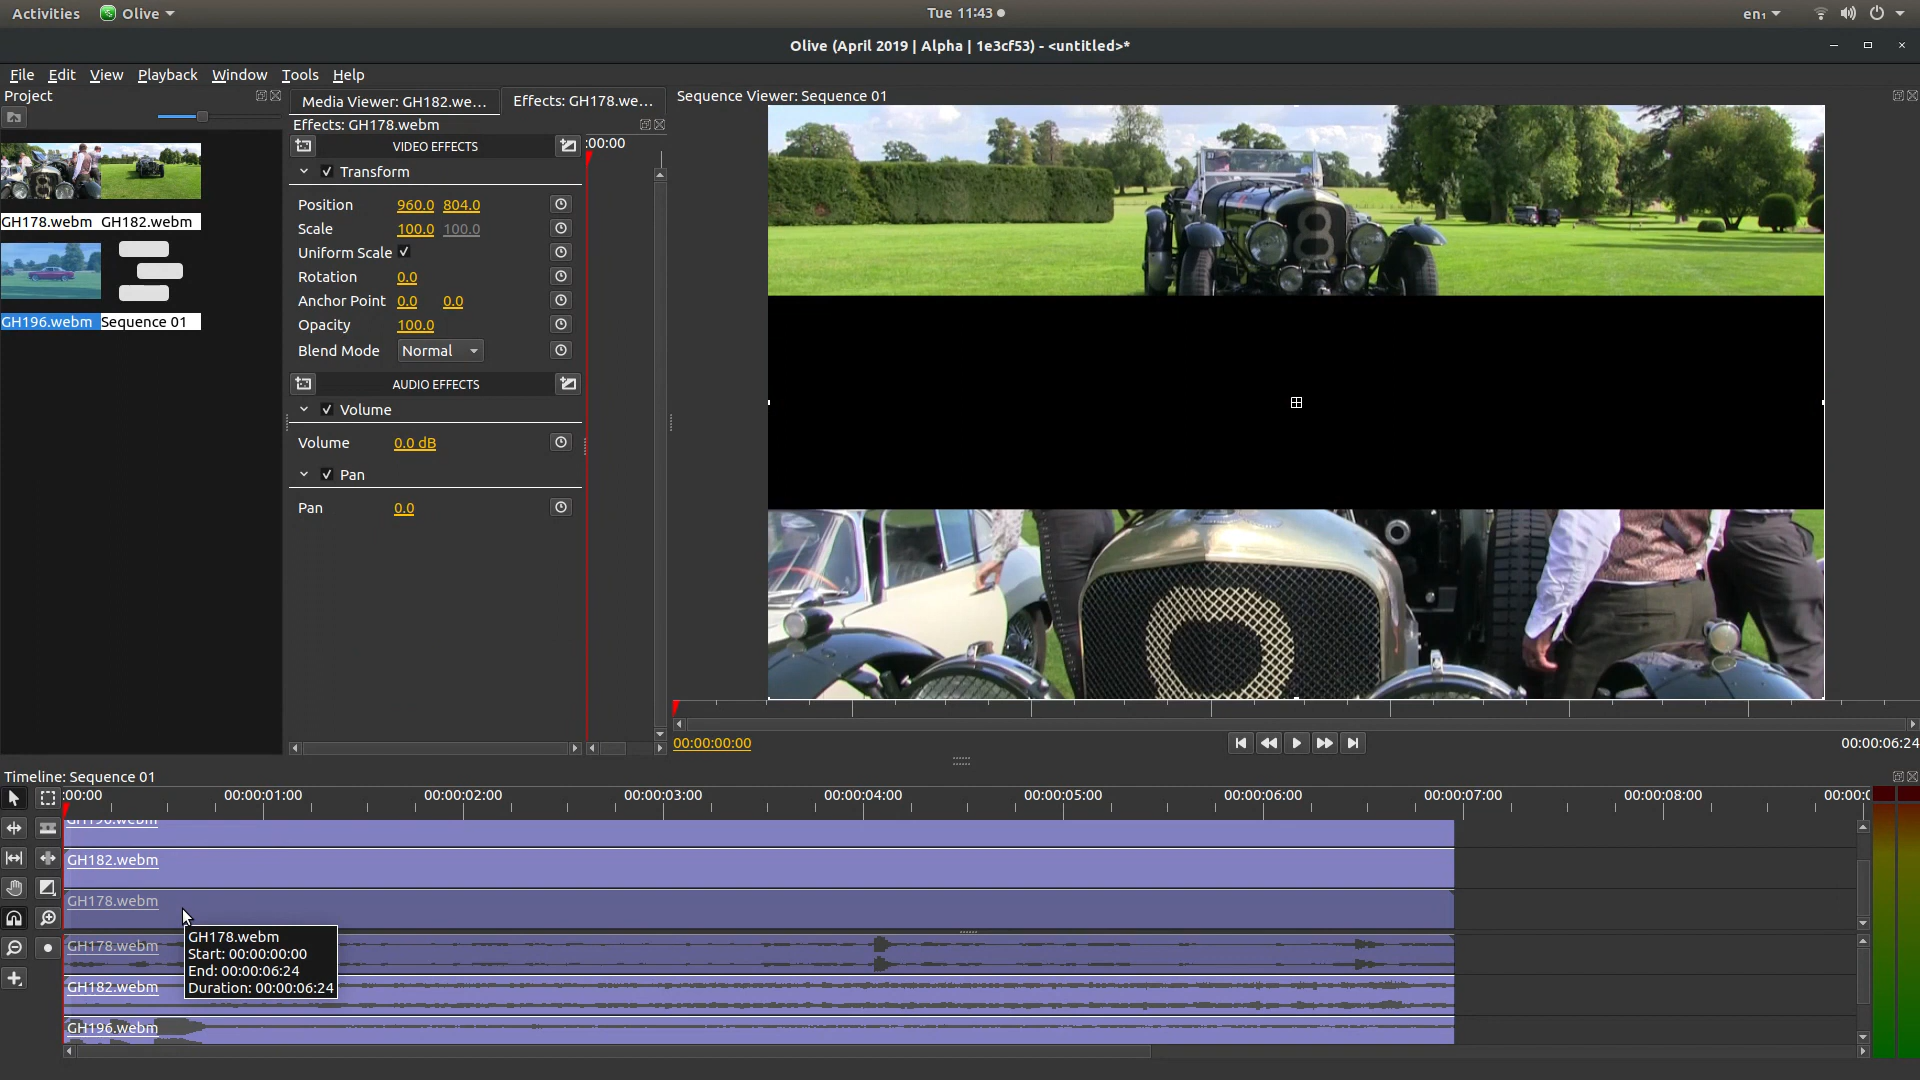 Activities Olive Tue 11:43 en₁
Olive (April 2019 | Alpha | 1e3cf53) - <untitled>*
File Edit View Playback Window Tools Help
Project
GH178.webm GH182.webm
GH196.webm Sequence 01
Media Viewer: GH182.we... Effects: GH178.we...
Effects: GH178.webm
VIDEO EFFECTS :00:00
Transform
Position 960.0 804.0
Scale 100.0 100.0
Uniform Scale
Rotation 0.0
Anchor Point 0.0 0.0
Opacity 100.0
Blend Mode Normal
AUDIO EFFECTS
Volume
Volume 0.0 dB
Pan
Pan 0.0
Sequence Viewer: Sequence 01
8
00:00:00:00 00:00:06:24
Timeline: Sequence 01
:00:00 00:00:01:00 00:00:02:00 00:00:03:00 00:00:04:00 00:00:05:00 00:00:06:00 00:00:07:00 00:00:08:00 00:00:0
GH196.webm
GH182.webm
GH178.webm
GH178.webm
GH182.webm
GH196.webm
GH178.webm
Start: 00:00:00:00
End: 00:00:06:24
Duration: 00:00:06:24